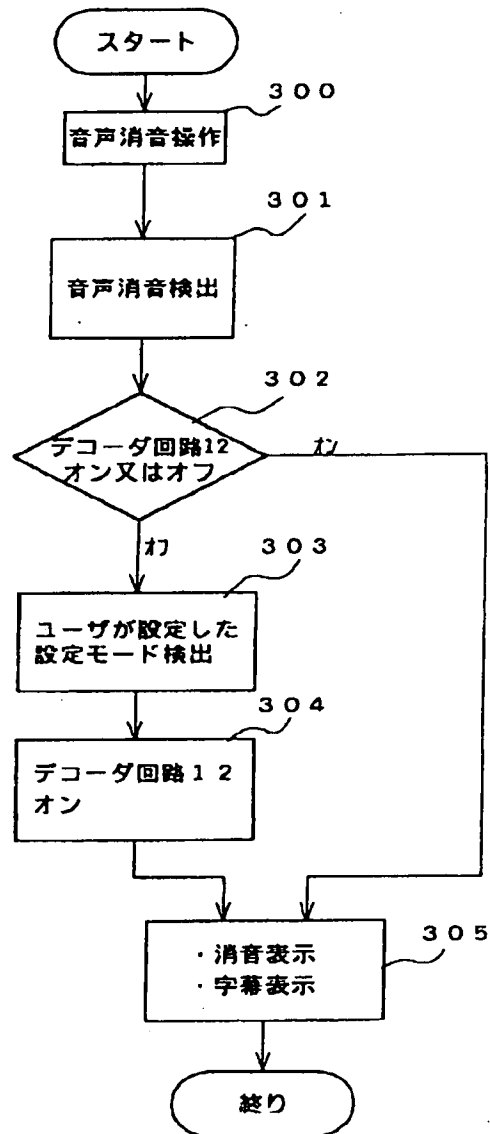 スタート
３００
音声消音操作
３０１
音声消音検出
３０２
デコーダ回路12
オン又はオフ
オン
オフ
３０３
ユーザが設定した
設定モード検出
３０４
デコーダ回路１２
オン
３０５
・消音表示
・字幕表示
終り